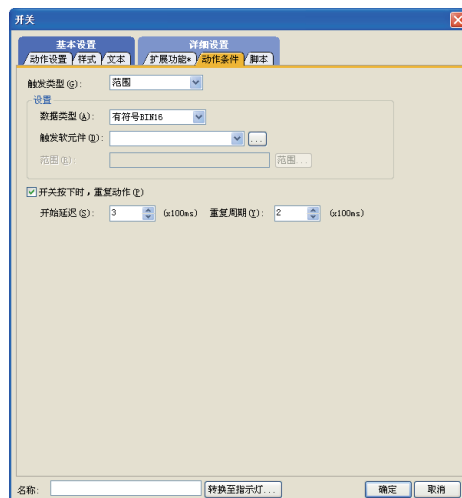 开关
基本设置 详细设置
动作设置 样式 文本 扩展功能* 动作条件 脚本
触发类型(G): 范围
设置
数据类型(A): 有符号BIN16
触发软元件(D): ...
范围(R): 范围...
开关按下时，重复动作(P)
开始延迟(S): 3 (x100ms) 重复周期(Y): 2 (x100ms)
名称: 转换至指示灯... 确定 取消